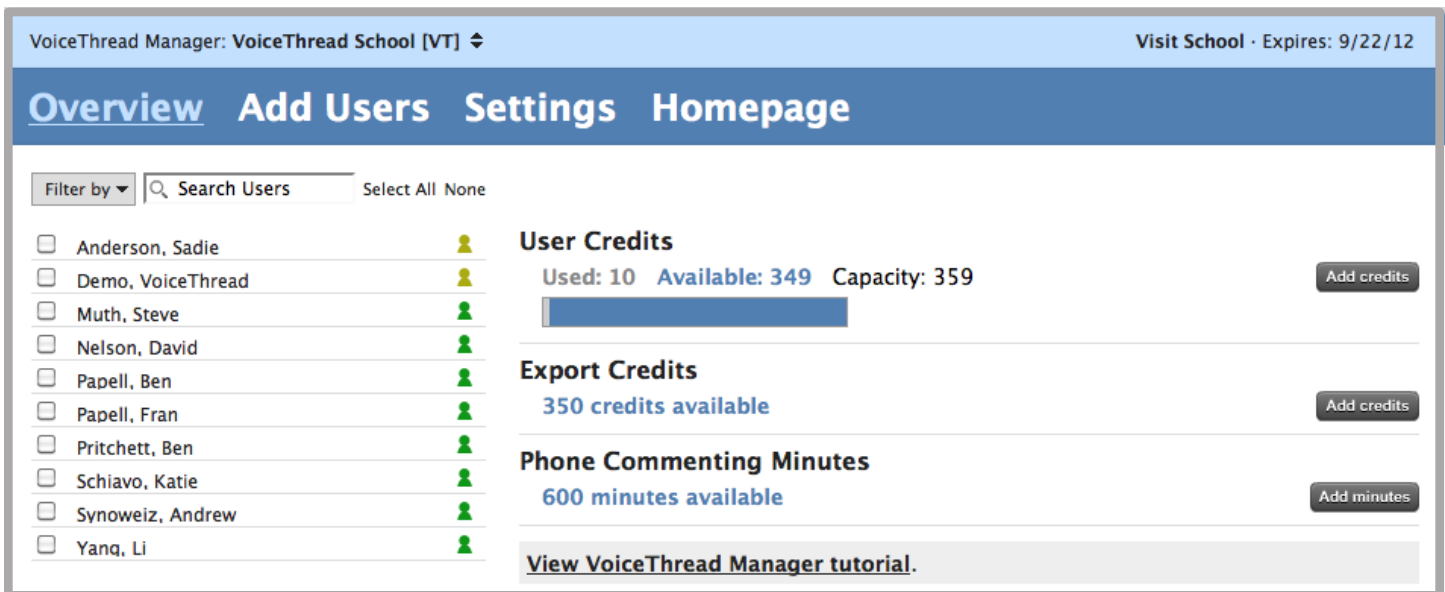 VoiceThread Manager: VoiceThread School [VT]
Visit School · Expires: 9/22/12
Overview Add Users Settings Homepage
Filter by Search Users Select All None
Anderson, Sadie
Demo, VoiceThread
Muth, Steve
Nelson, David
Papell, Ben
Papell, Fran
Pritchett, Ben
Schiavo, Katie
Synoweiz, Andrew
Yang, Li
User Credits
Used: 10 Available: 349 Capacity: 359
Add credits
Export Credits
350 credits available
Add credits
Phone Commenting Minutes
600 minutes available
Add minutes
View VoiceThread Manager tutorial.